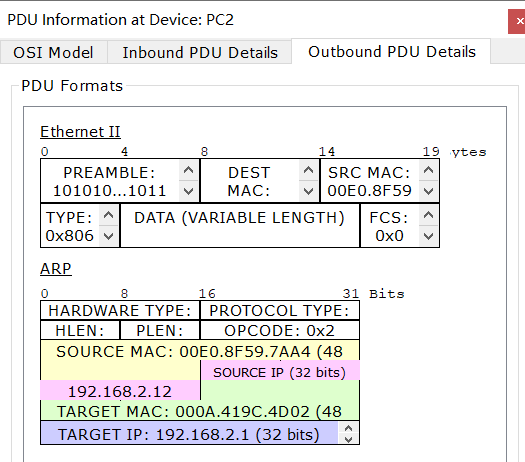 PDU Information at Device: PC2
OSI Model Inbound PDU Details Outbound PDU Details
PDU Formats
Ethernet II
0 4 8 14 19
PREAMBLE: DEST SRC MAC:
101010...1011 MAC: 00E0.8F59
TYPE: DATA (VARIABLE LENGTH) FCS:
0x806 0x0
ARP
0 8 16 31 Bits
HARDWARE TYPE: PROTOCOL TYPE:
HLEN: PLEN: OPCODE: 0x2
SOURCE MAC: 00E0.8F59.7AA4 (48
SOURCE IP (32 bits)
192.168.2.12
TARGET MAC: 000A.419C.4D02 (48
TARGET IP: 192.168.2.1 (32 bits)